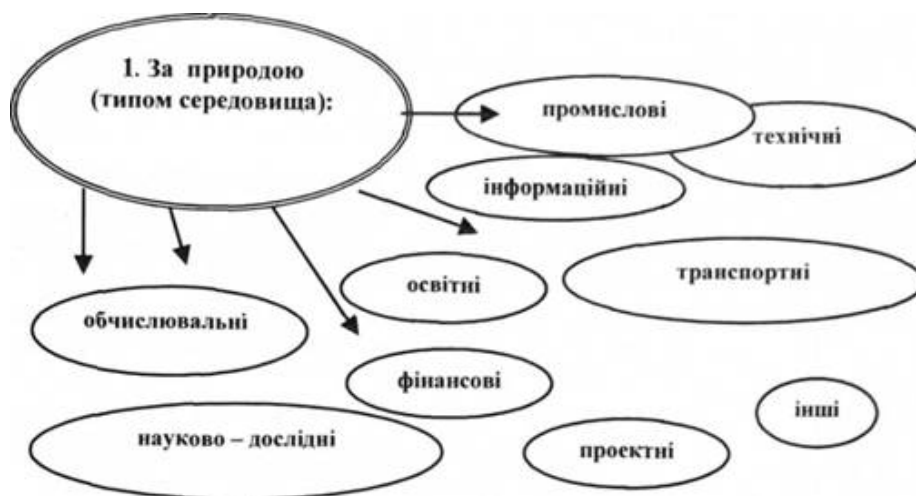 1. За природою
(типом середовища):
промислові
технічні
інформаційні
освітні
транспортні
обчислювальні
фінансові
інші
науково – дослідні
проектні